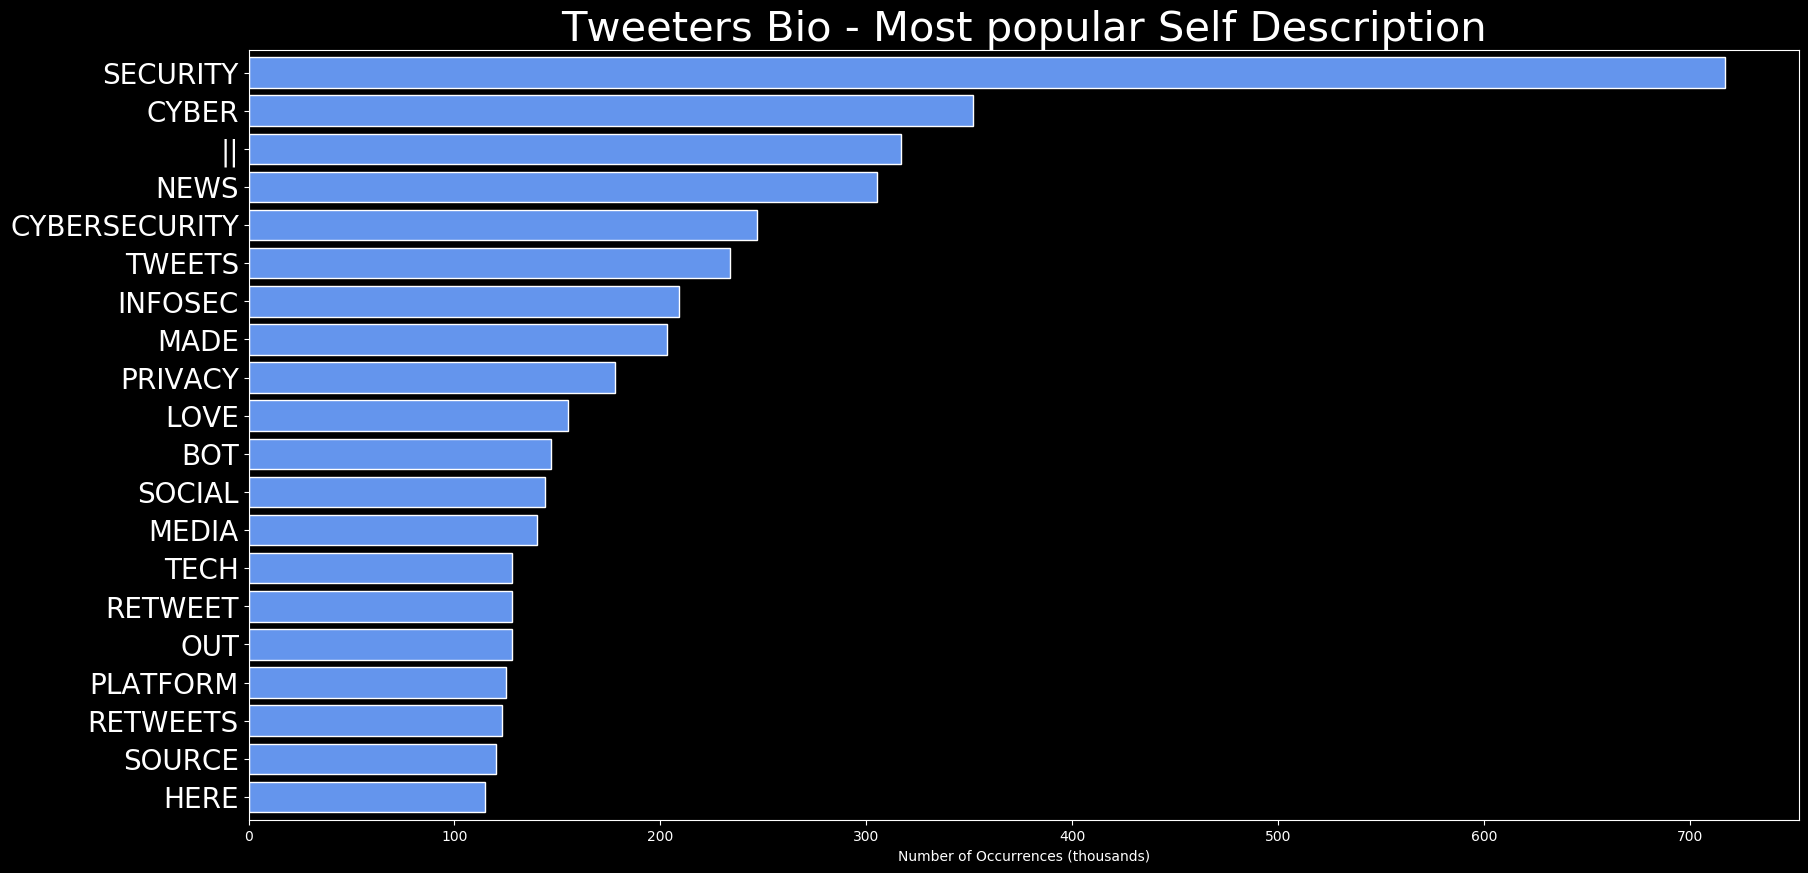 Tweeters Bio - Most popular Self Description
SECURITY
CYBER
||
NEWS
CYBERSECURITY
TWEETS
INFOSEC
MADE
PRIVACY
LOVE
BOT
SOCIAL
MEDIA
TECH
RETWEET
OUT
PLATFORM
RETWEETS
SOURCE
HERE
0 100 200 300 400 500 600 700
Number of Occurrences (thousands)